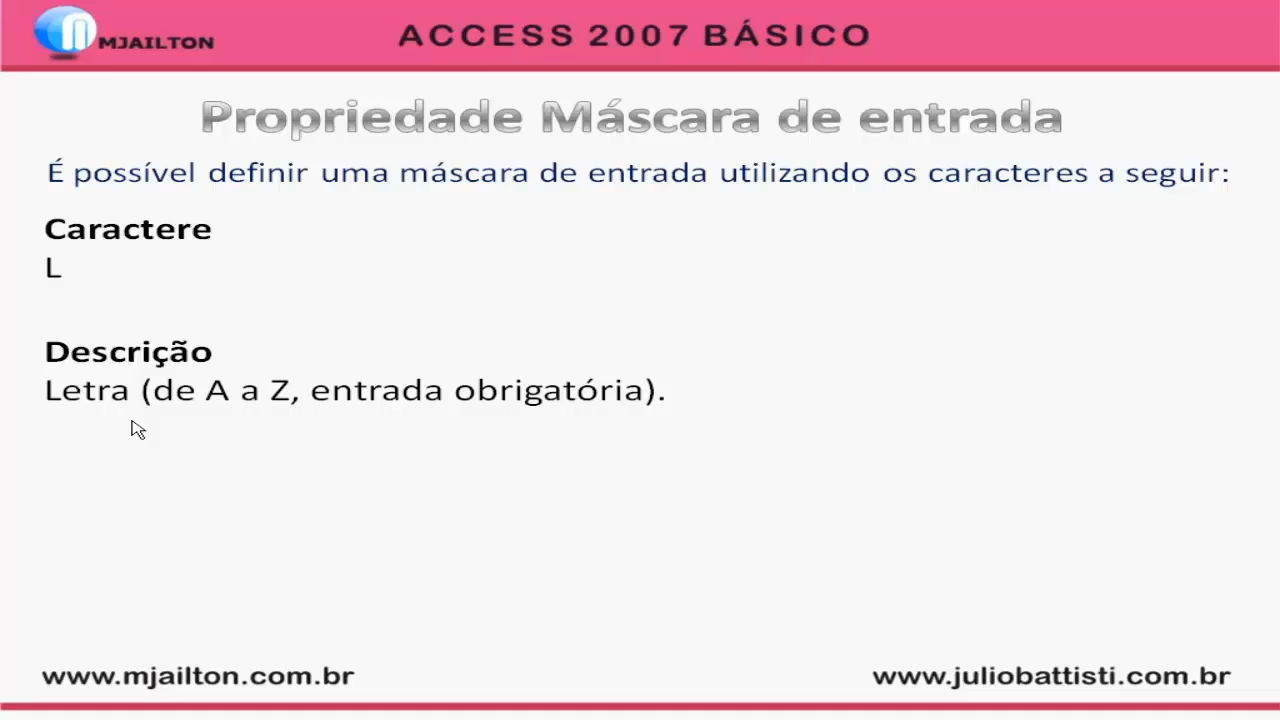 MJAILTON
ACCESS 2007 BÁSICO
Propriedade Máscara de entrada
É possível definir uma máscara de entrada utilizando os caracteres a seguir:
Caractere
L
Descrição
Letra (de A a Z, entrada obrigatória).
www.mjailton.com.br
www.juliobattisti.com.br